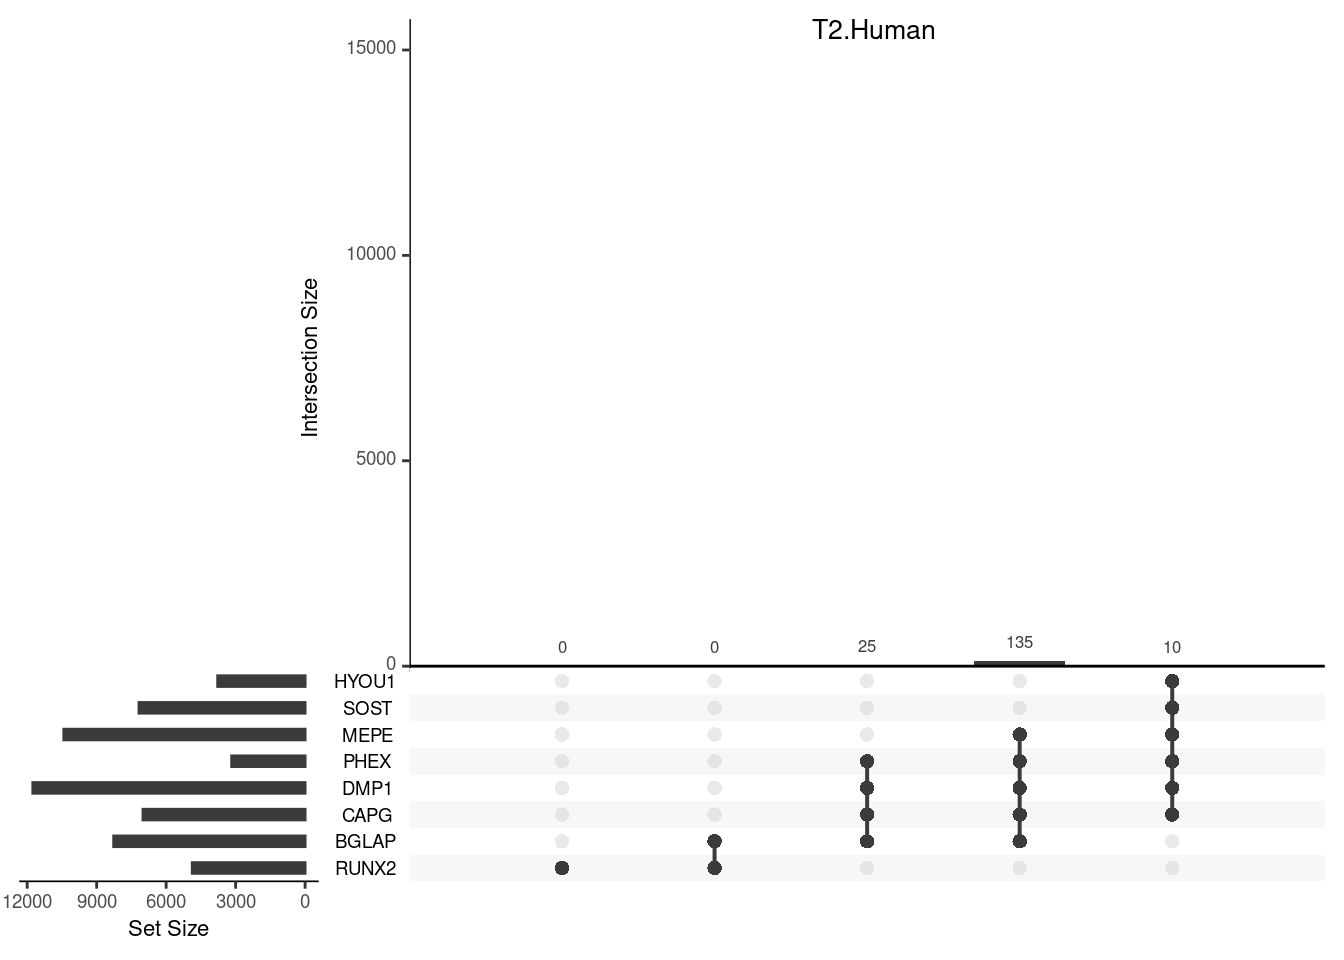 T2.Human
15000
10000
5000
0
Intersection Size
0 0 25 135 10
HYOU1
SOST
MEPE
PHEX
DMP1
CAPG
BGLAP
RUNX2
12000 9000 6000 3000 0
Set Size